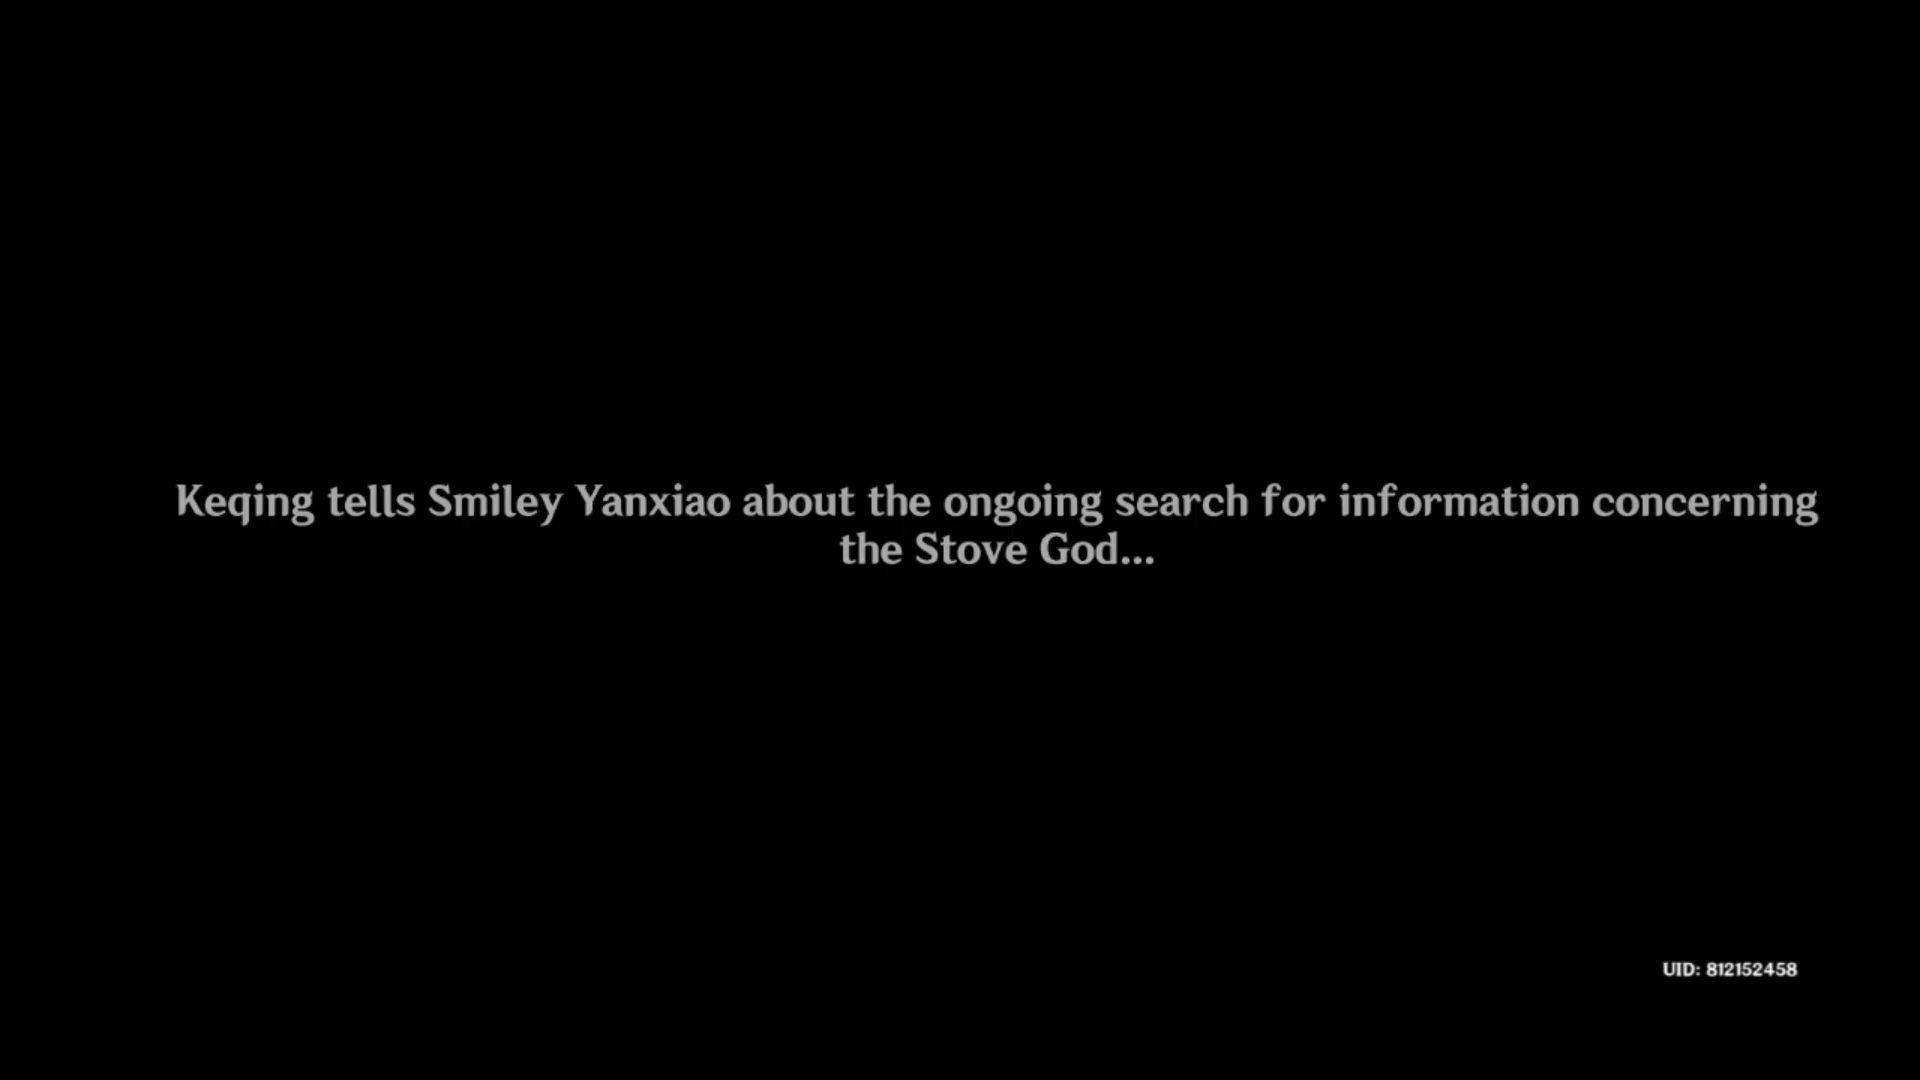 Keqing tells Smiley Yanxiao about the ongoing search for information concerning
the Stove God...
UID: 812152458